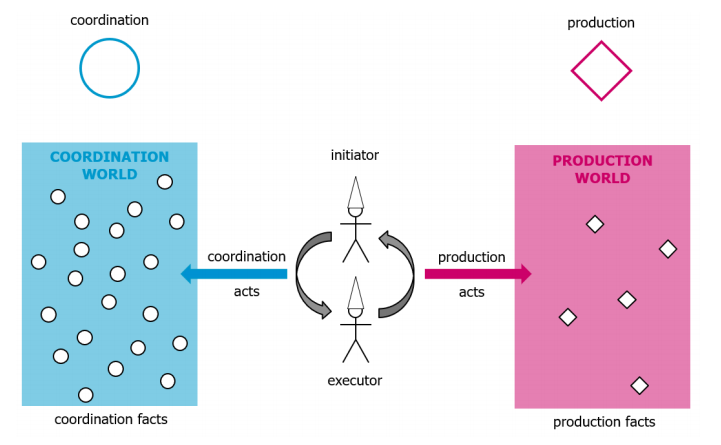 coordination
production
COORDINATION
WORLD
initiator
PRODUCTION
WORLD
coordination
acts
production
acts
executor
coordination facts
production facts